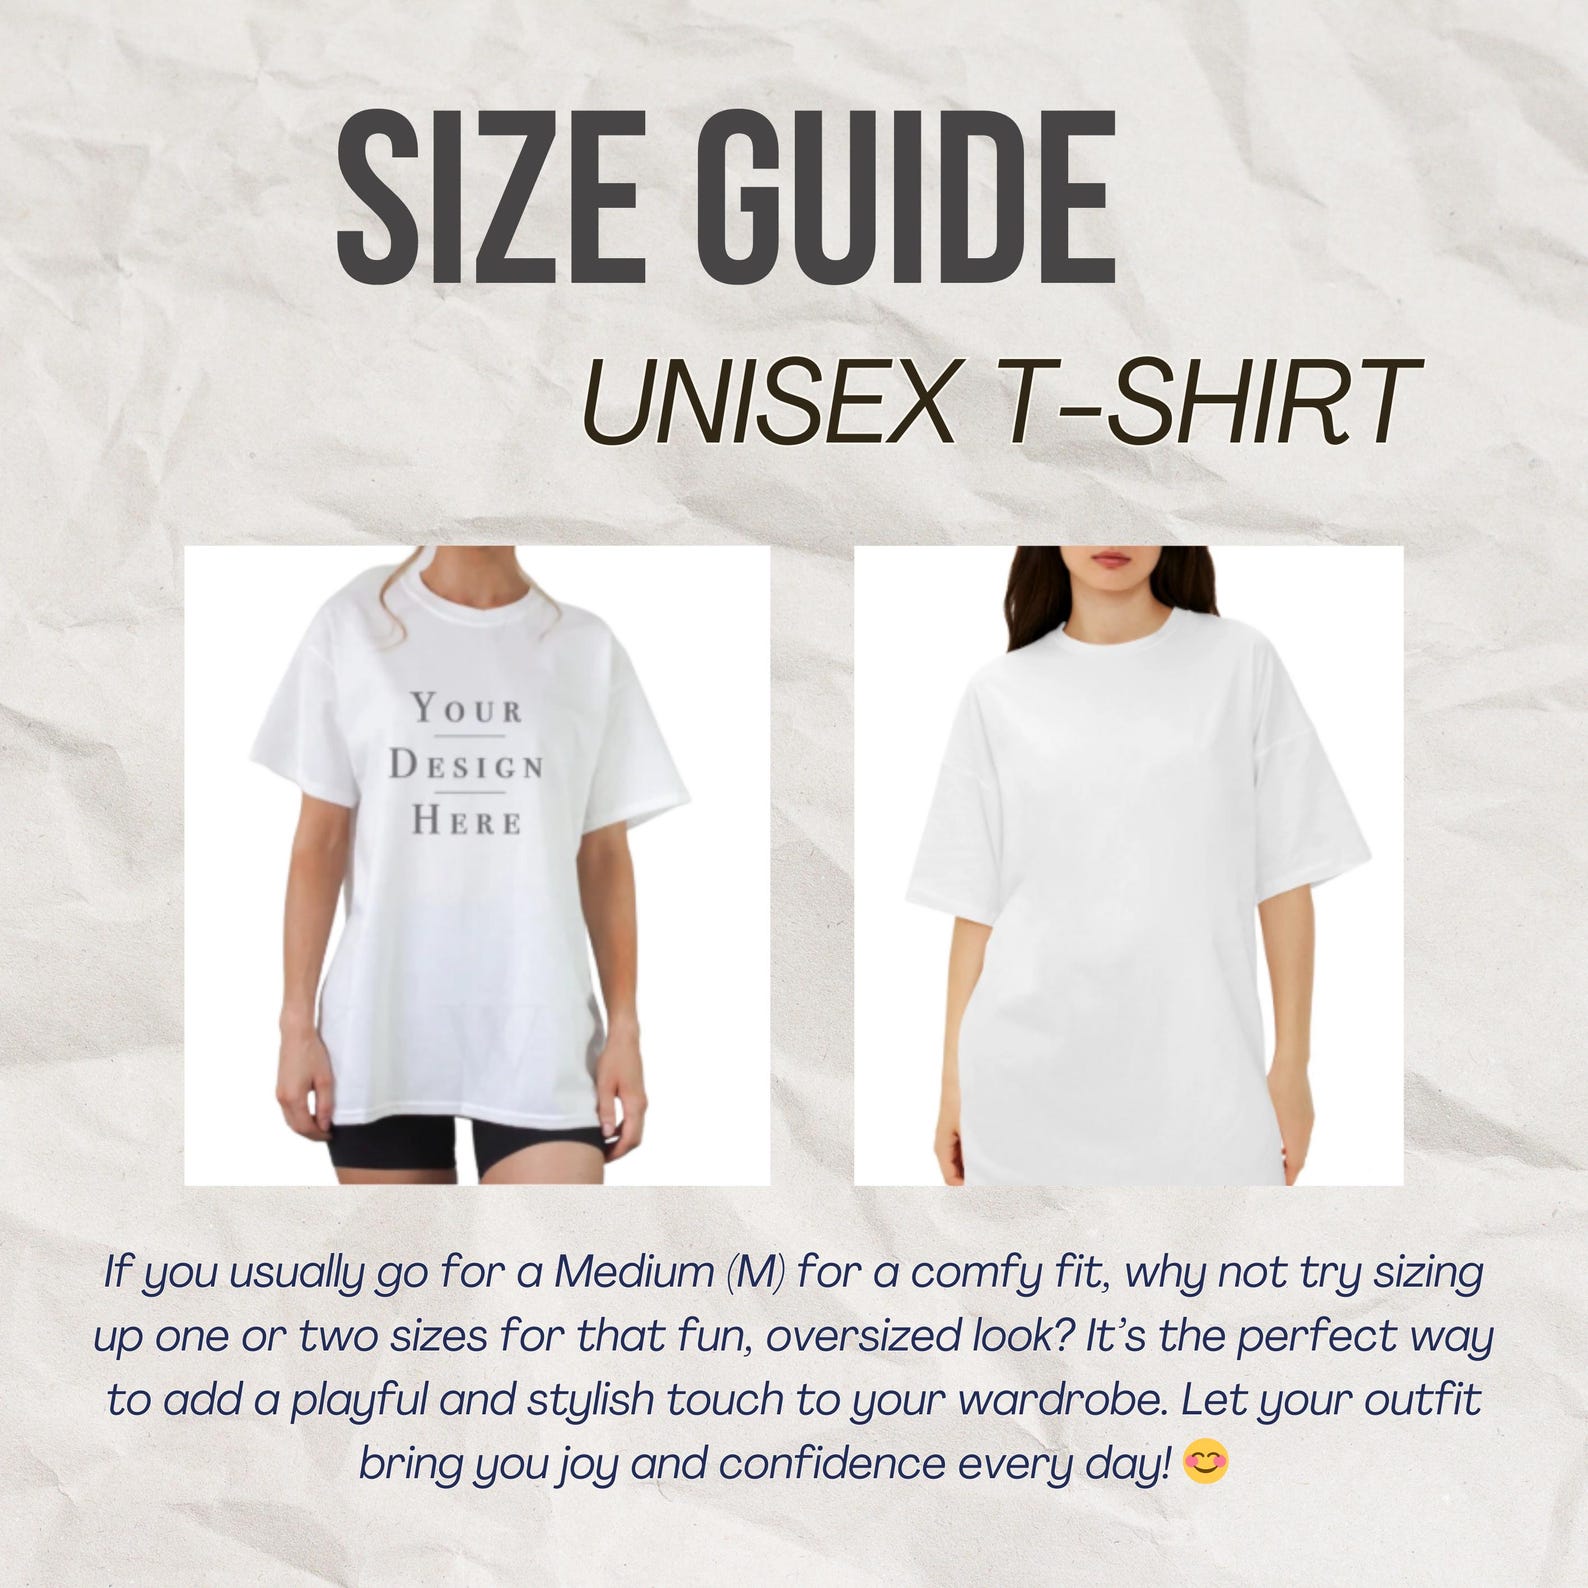 SIZE GUIDE
UNISEX T-SHIRT
YOUR
DESIGN
HERE
If you usually go for a Medium (M) for a comfy fit, why not try sizing
up one or two sizes for that fun, oversized look? It's the perfect way
to add a playful and stylish touch to your wardrobe. Let your outfit
bring you joy and confidence every day! 😊